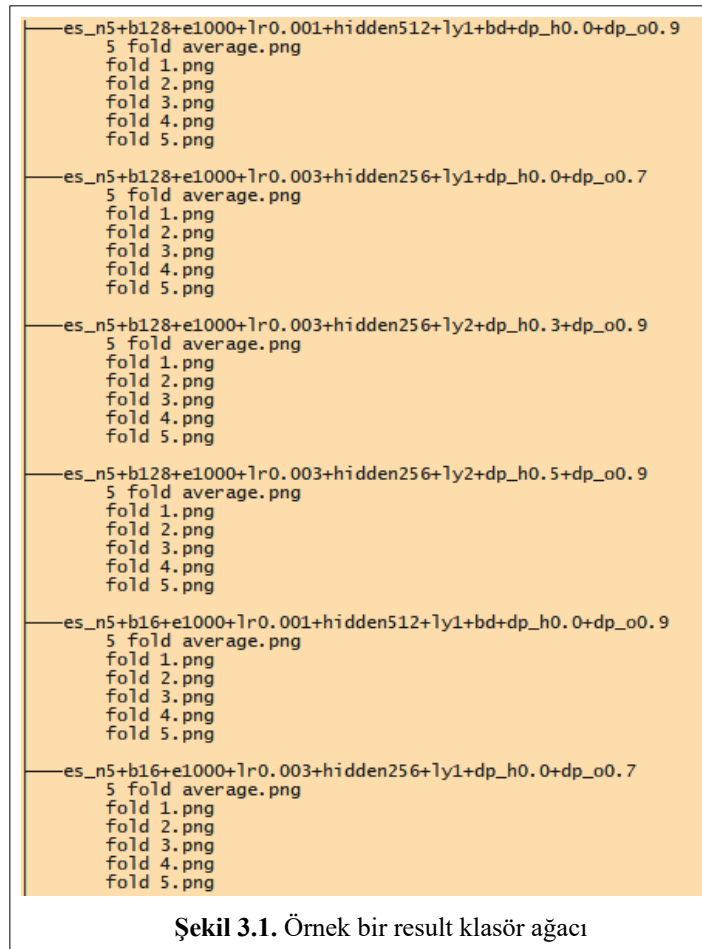 es_n5+b128+e1000+lr0.001+hidden512+ly1+bd+dp_h0.0+dp_o0.9
5 fold average.png
fold 1.png
fold 2.png
fold 3.png
fold 4.png
fold 5.png
es_n5+b128+e1000+lr0.003+hidden256+ly1+dp_h0.0+dp_o0.7
5 fold average.png
fold 1.png
fold 2.png
fold 3.png
fold 4.png
fold 5.png
es_n5+b128+e1000+lr0.003+hidden256+ly2+dp_h0.3+dp_o0.9
5 fold average.png
fold 1.png
fold 2.png
fold 3.png
fold 4.png
fold 5.png
es_n5+b128+e1000+lr0.003+hidden256+ly2+dp_h0.5+dp_o0.9
5 fold average.png
fold 1.png
fold 2.png
fold 3.png
fold 4.png
fold 5.png
es_n5+b16+e1000+lr0.001+hidden512+ly1+bd+dp_h0.0+dp_o0.9
5 fold average.png
fold 1.png
fold 2.png
fold 3.png
fold 4.png
fold 5.png
es_n5+b16+e1000+lr0.003+hidden256+ly1+dp_h0.0+dp_o0.7
5 fold average.png
fold 1.png
fold 2.png
fold 3.png
fold 4.png
fold 5.png
Şekil 3.1. Örnek bir result klasör ağacı